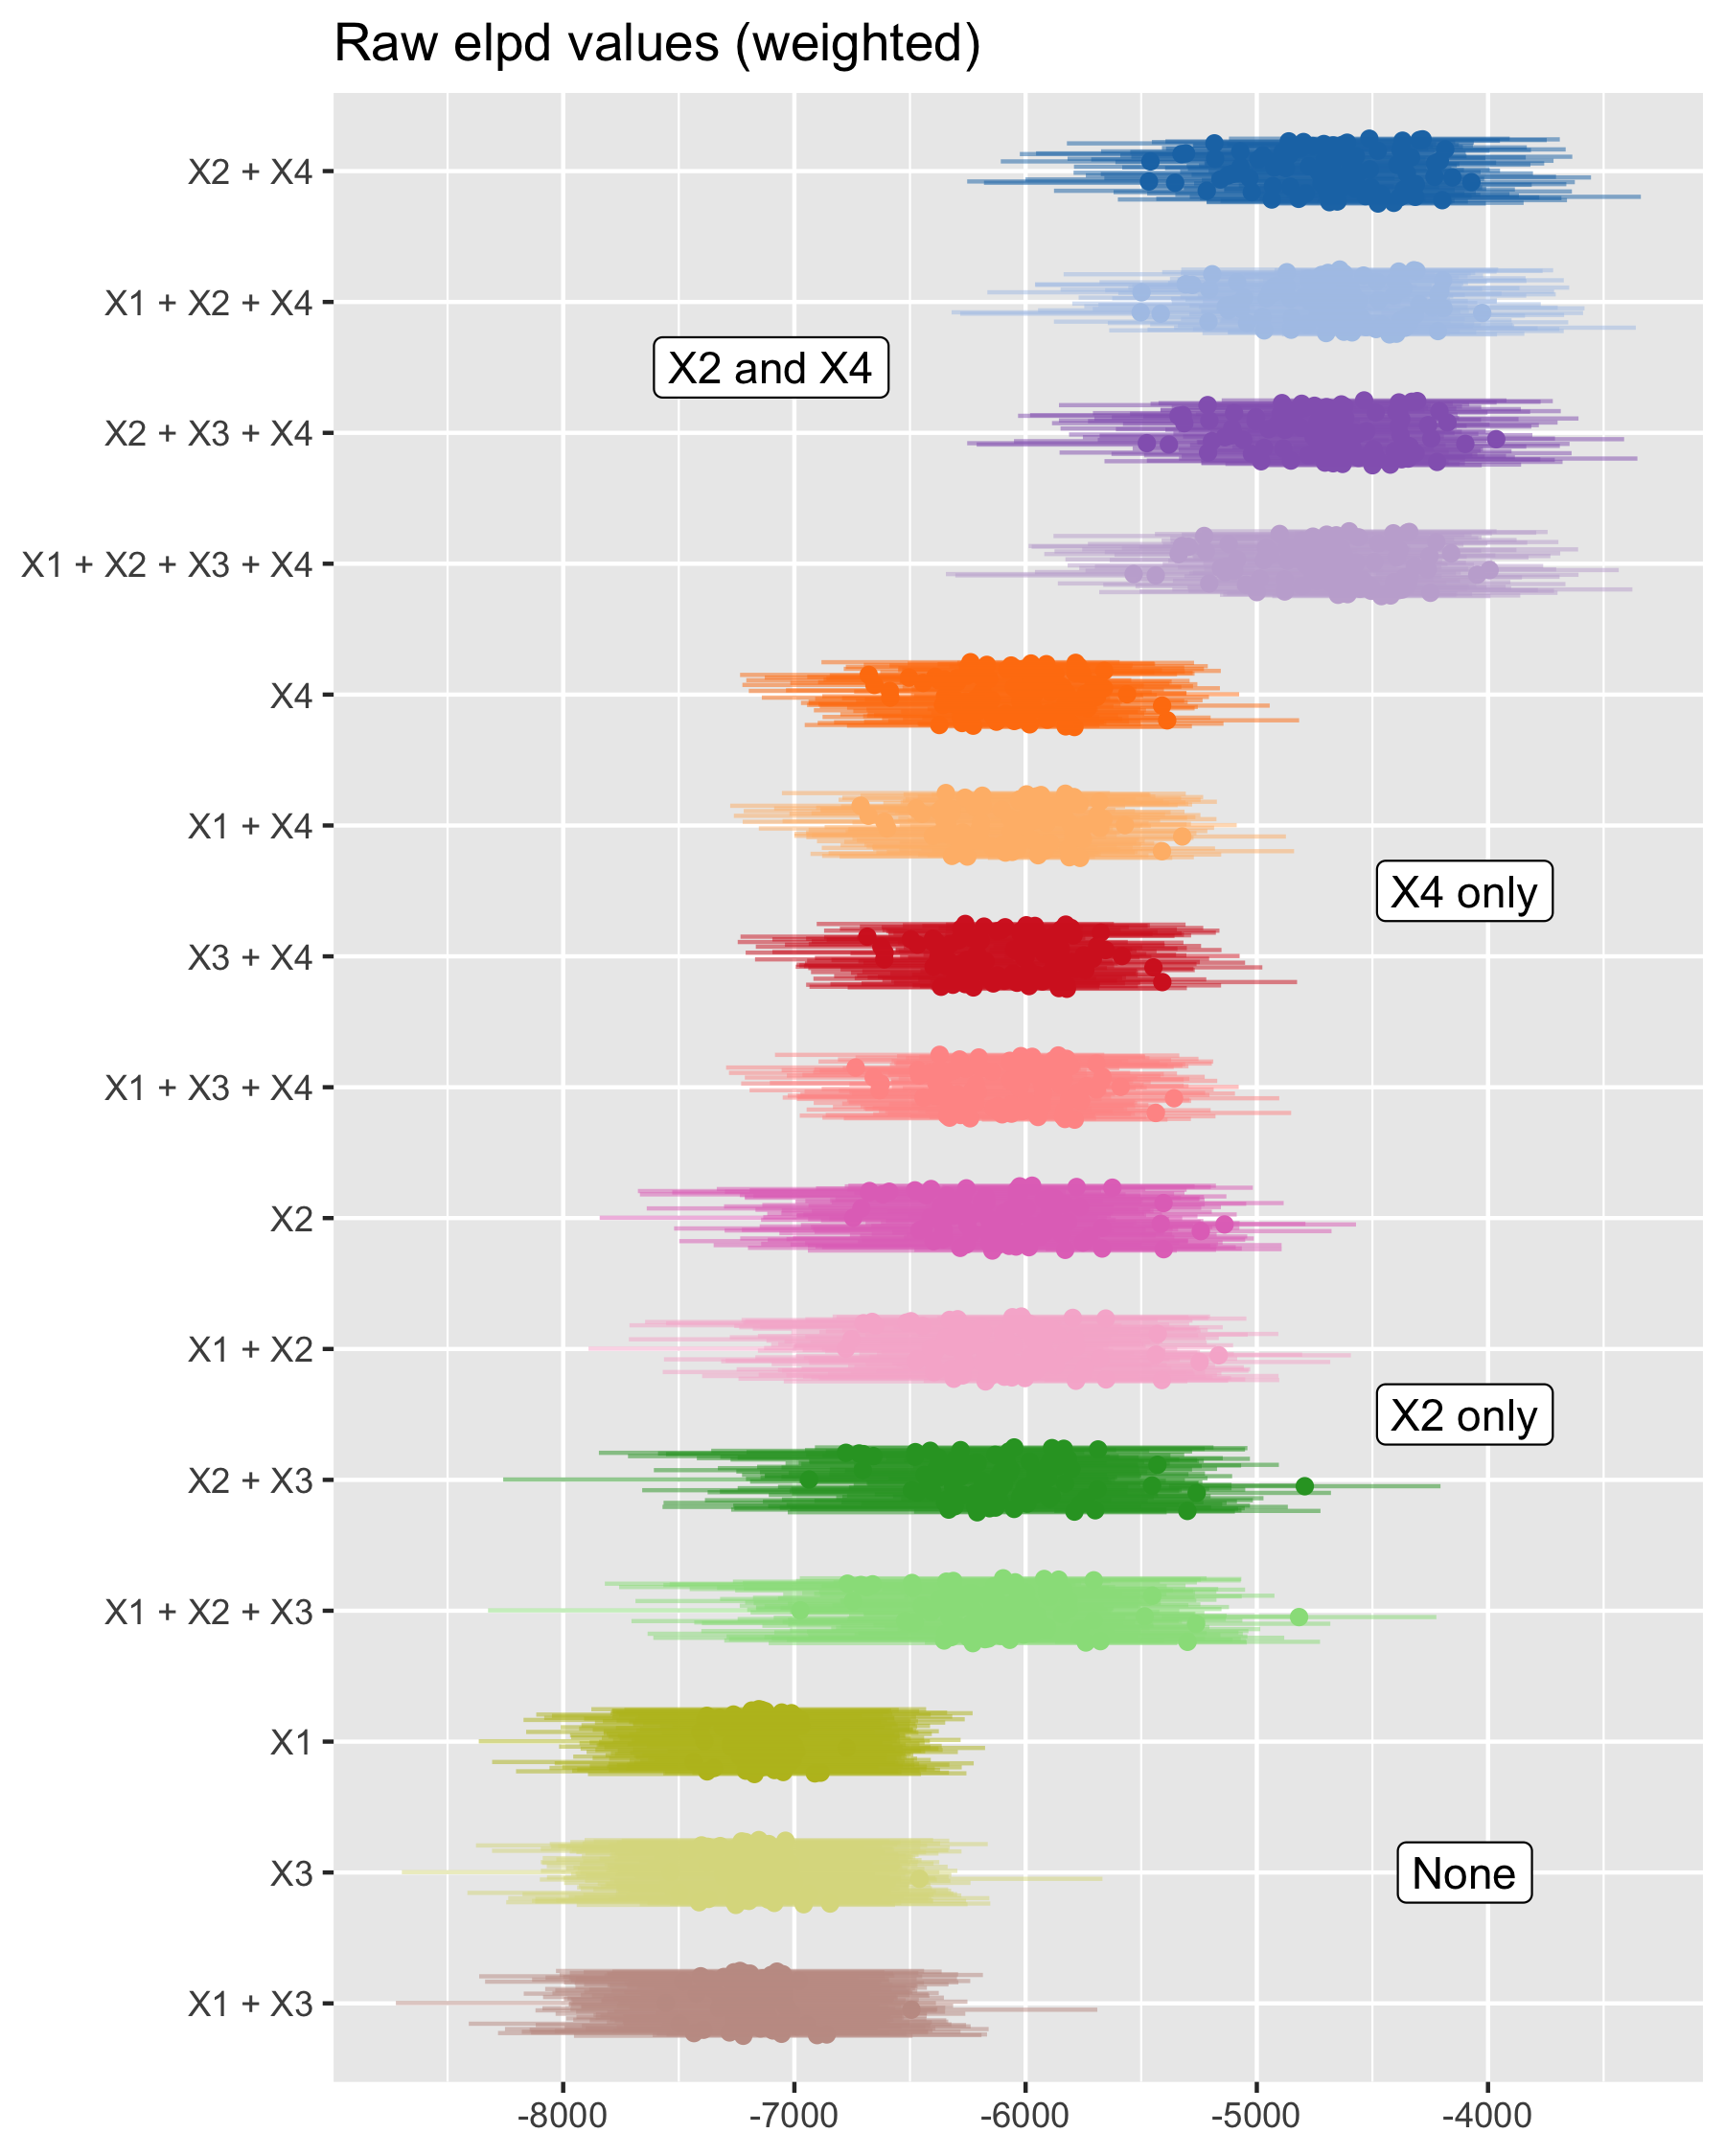 Raw elpd values (weighted)
X2 + X4
X1 + X2 + X4
X2 and X4
X2 + X3 + X4
X1 + X2 + X3 + X4
X4
X1 + X4
X4 only
X3 + X4
X1 + X3 + X4
X2
X1 + X2
X2 only
X2 + X3
X1 + X2 + X3
X1
X3
None
X1 + X3
-8000 -7000 -6000 -5000 -4000